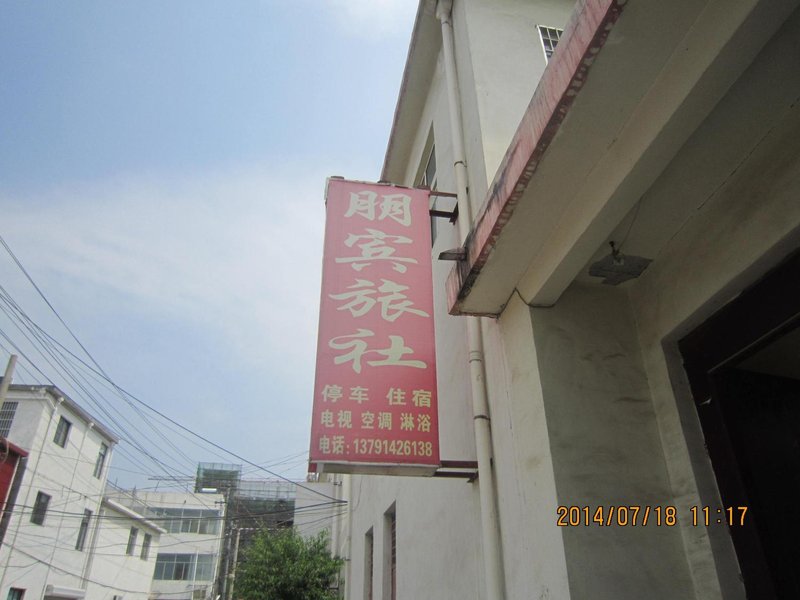 朋宾旅社
停车 住宿
电视 空调 淋浴
电话:13791426138
2014/07/18 11:17